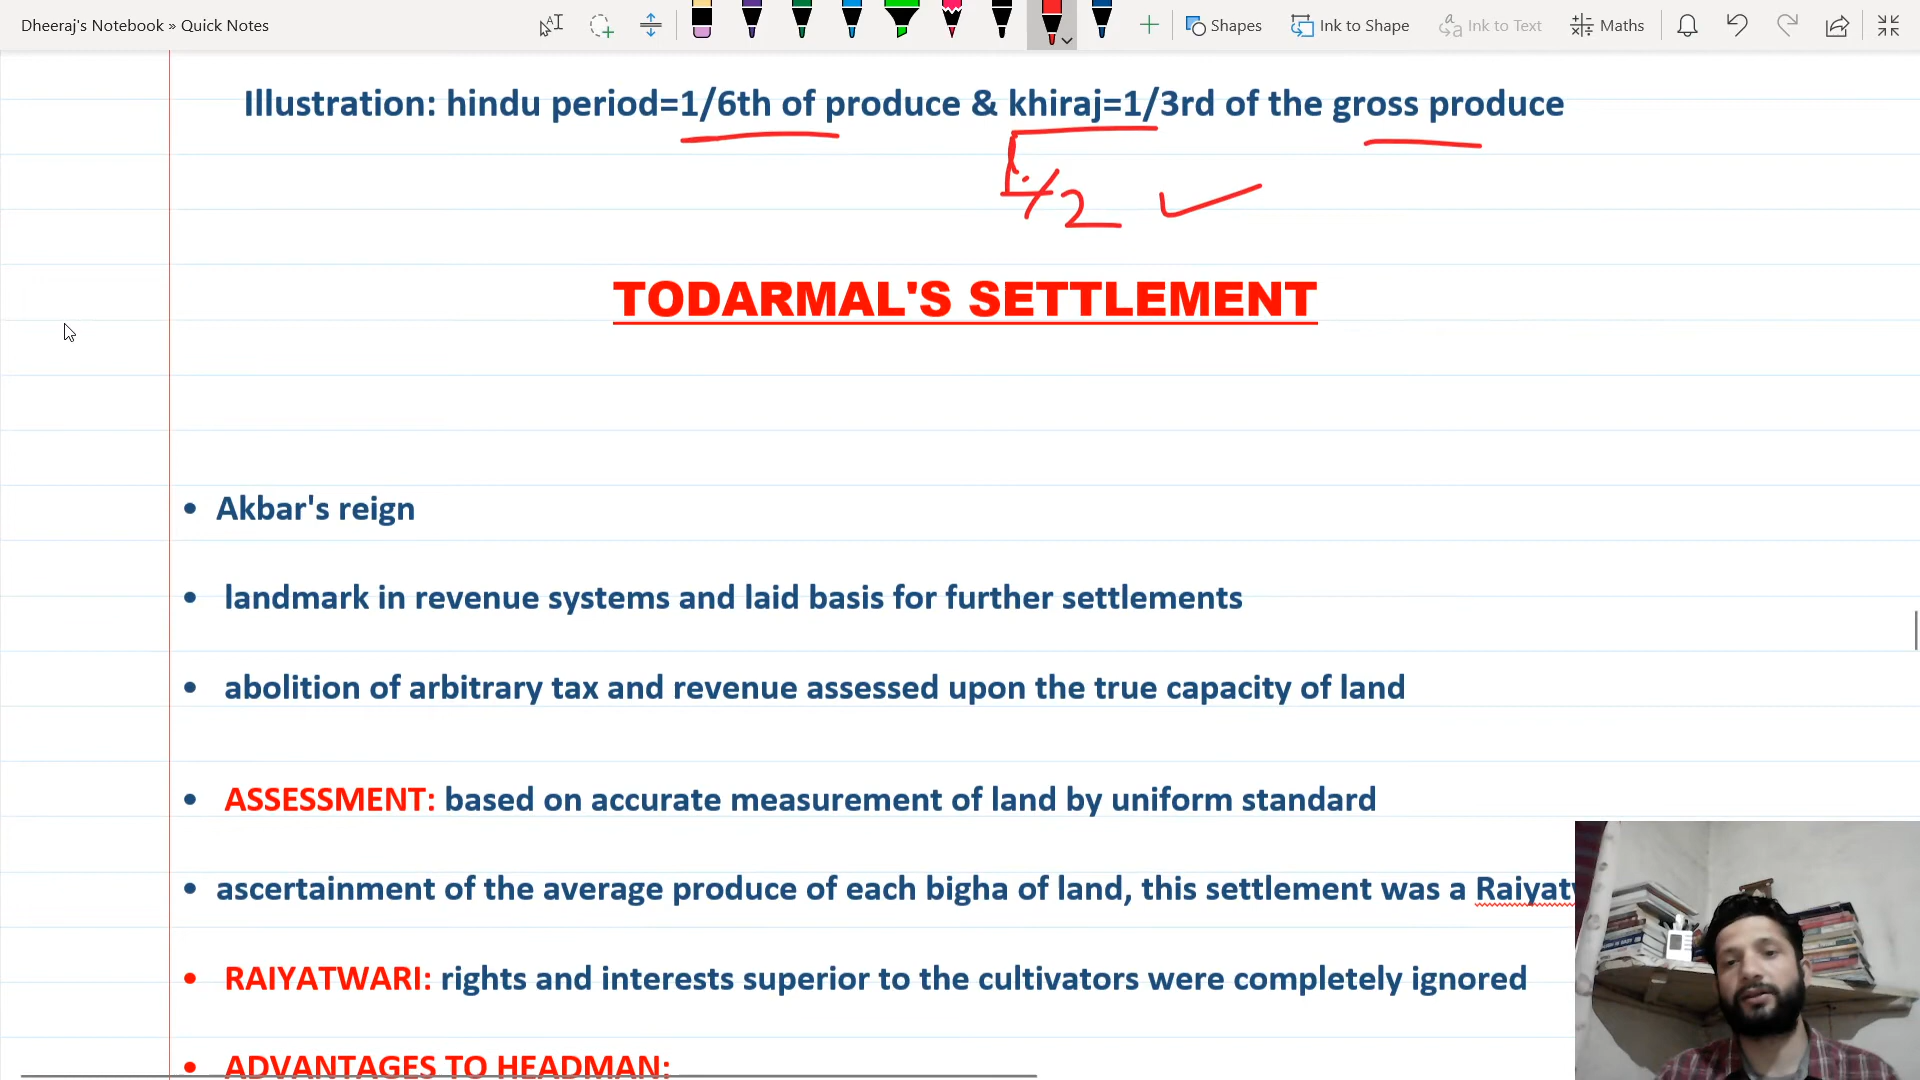 Dheeraj's Notebook » Quick Notes
Shapes
Ink to Shape
Ink to Text
Maths
Illustration: hindu period=1/6th of produce & khiraj=1/3rd of the gross produce
1/2
TODARMAL'S SETTLEMENT
• Akbar's reign
• landmark in revenue systems and laid basis for further settlements
• abolition of arbitrary tax and revenue assessed upon the true capacity of land
• ASSESSMENT: based on accurate measurement of land by uniform standard
• ascertainment of the average produce of each bigha of land, this settlement was a
• RAIYATWARI: rights and interests superior to the cultivators were completely ignored
• ADVANTAGES TO HEADMAN: